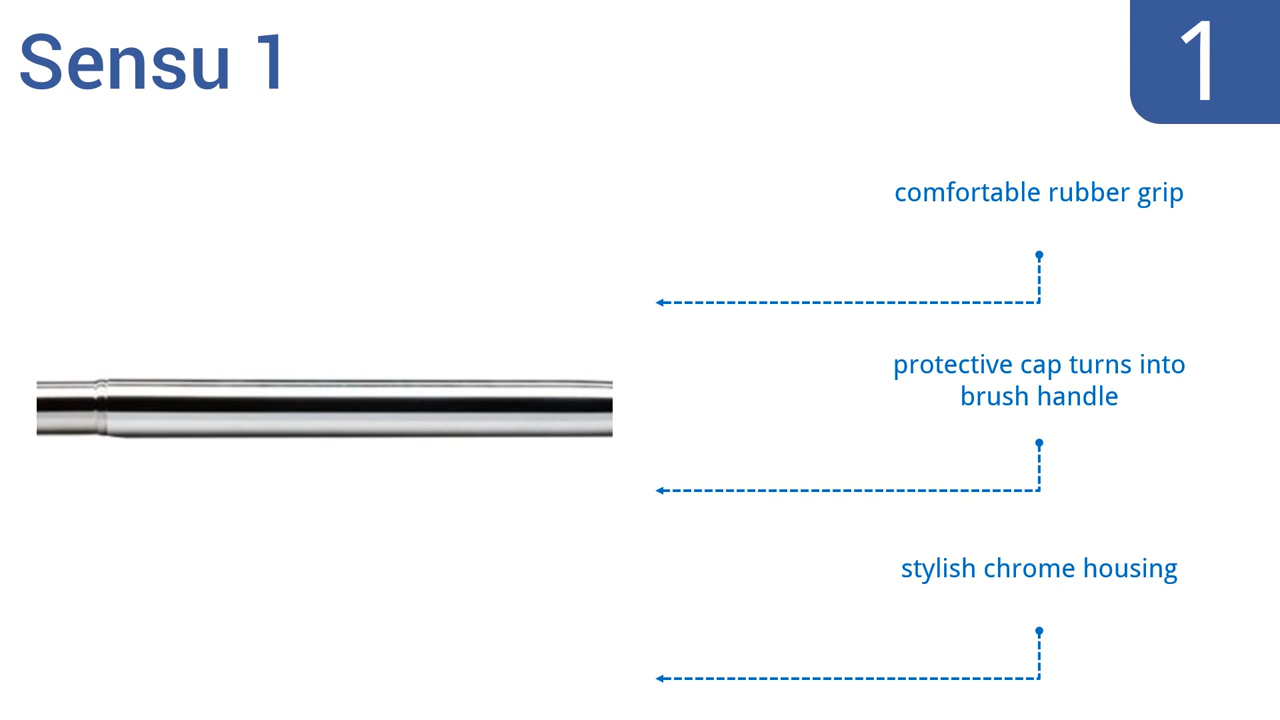 Sensu 1
1
comfortable rubber grip
protective cap turns into
brush handle
stylish chrome housing